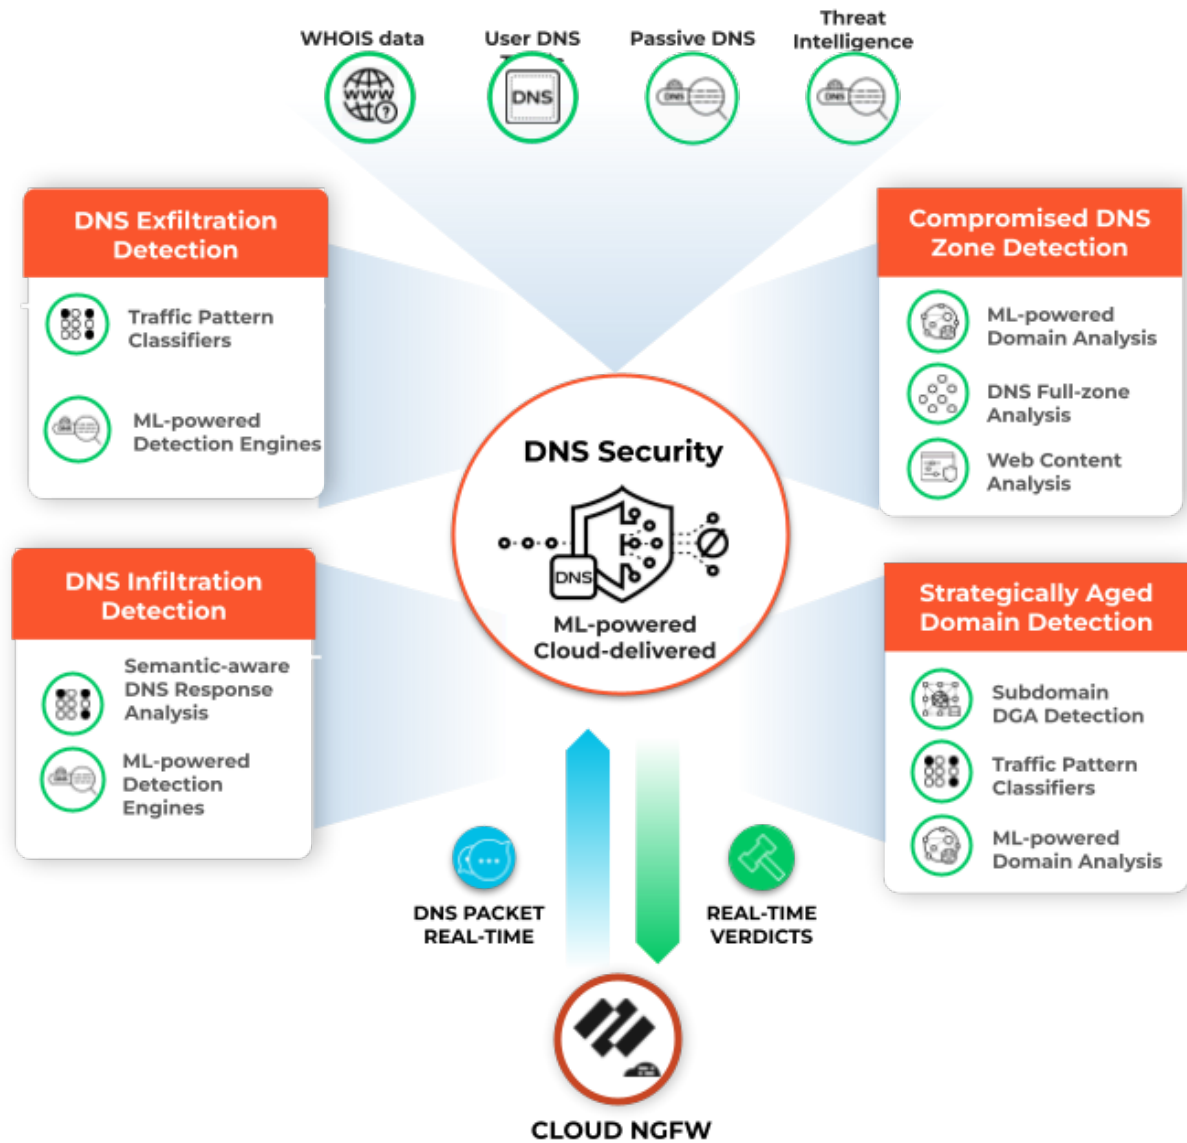 WHOIS data
User DNS
Passive DNS
Threat
Intelligence
www
?
DNS
DNS
DNS
DNS Exfiltration
Detection
Traffic Pattern
Classifiers
ML-powered
Detection Engines
Compromised DNS
Zone Detection
ML-powered
Domain Analysis
DNS Full-zone
Analysis
Web Content
Analysis
DNS Security
DNS
ML-powered
Cloud-delivered
DNS Infiltration
Detection
Semantic-aware
DNS Response
Analysis
ML-powered
Detection
Engines
Strategically Aged
Domain Detection
Subdomain
DGA Detection
Traffic Pattern
Classifiers
ML-powered
Domain Analysis
DNS PACKET
REAL-TIME
REAL-TIME
VERDICTS
CLOUD NGFW